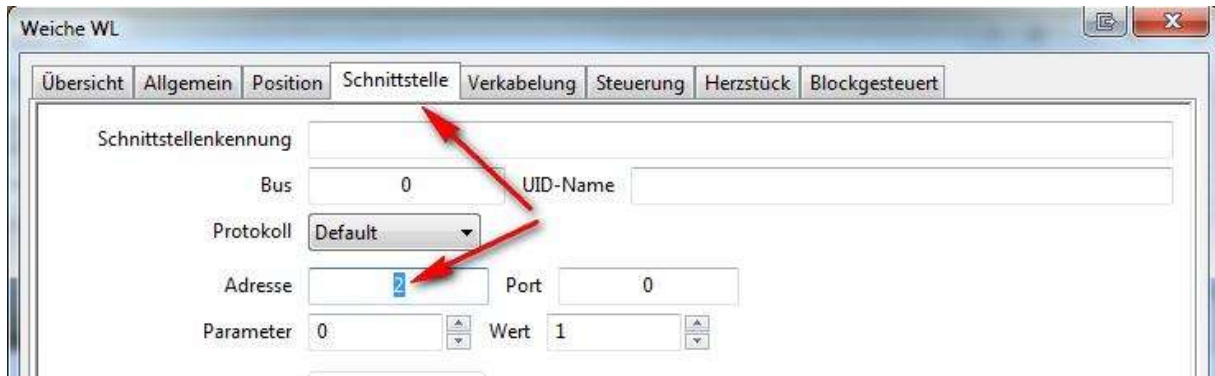 Weiche WL
Übersicht Allgemein Position Schnittstelle Verkabelung Steuerung Herzstück Blockgesteuert
Schnittstellenkennung
Bus 0 UID-Name
Protokoll Default
Adresse 2 Port 0
Parameter 0 Wert 1